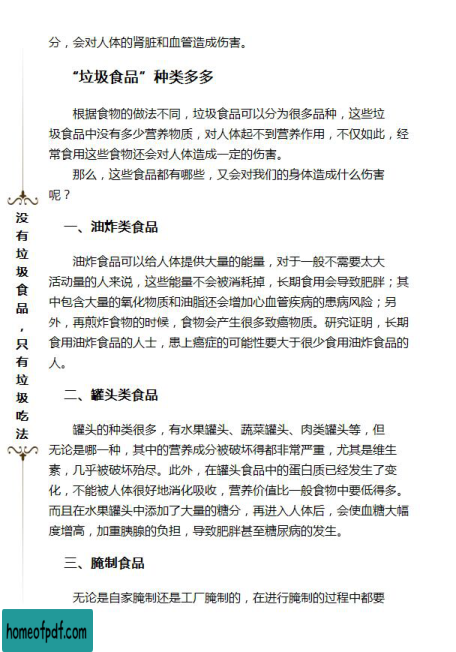 分，会对人体的肾脏和血管造成伤害。
“垃圾食品”种类多多
根据食物的做法不同，垃圾食品可以分为很多品种，这些垃
圾食品中没有多少营养物质，对人体起不到营养作用，不仅如此，经
常食用这些食物还会对人体造成一定的伤害。
那么，这些食品都有哪些，又会对我们的身体造成什么伤害
呢？
一、油炸类食品
油炸食品可以给人体提供大量的能量，对于一般不需要太大
活动量的人来说，这些能量不会被消耗掉，长期食用会导致肥胖；其
中包含大量的氧化物质和油脂还会增加心血管疾病的患病风险；另
外，再煎炸食物的时候，食物会产生很多致癌物质。研究证明，长期
食用油炸食品的人士，患上癌症的可能性要大于很少食用油炸食品的
人。
二、罐头类食品
罐头的种类很多，有水果罐头、蔬菜罐头、肉类罐头等，但
无论是哪一种，其中的营养成分被破坏得都非常严重，尤其是维生
素，几乎被破坏殆尽。此外，在罐头食品中的蛋白质已经发生了变
化，不能被人体很好地消化吸收，营养价值比一般食物中要低得多。
而且在水果罐头中添加了大量的糖分，再进入人体后，会使血糖大幅
度增高，加重胰腺的负担，导致肥胖甚至糖尿病的发生。
三、腌制食品
无论是自家腌制还是工厂腌制的，在进行腌制的过程中都要
没有垃圾食品，只有垃圾吃法
homeofpdf.com